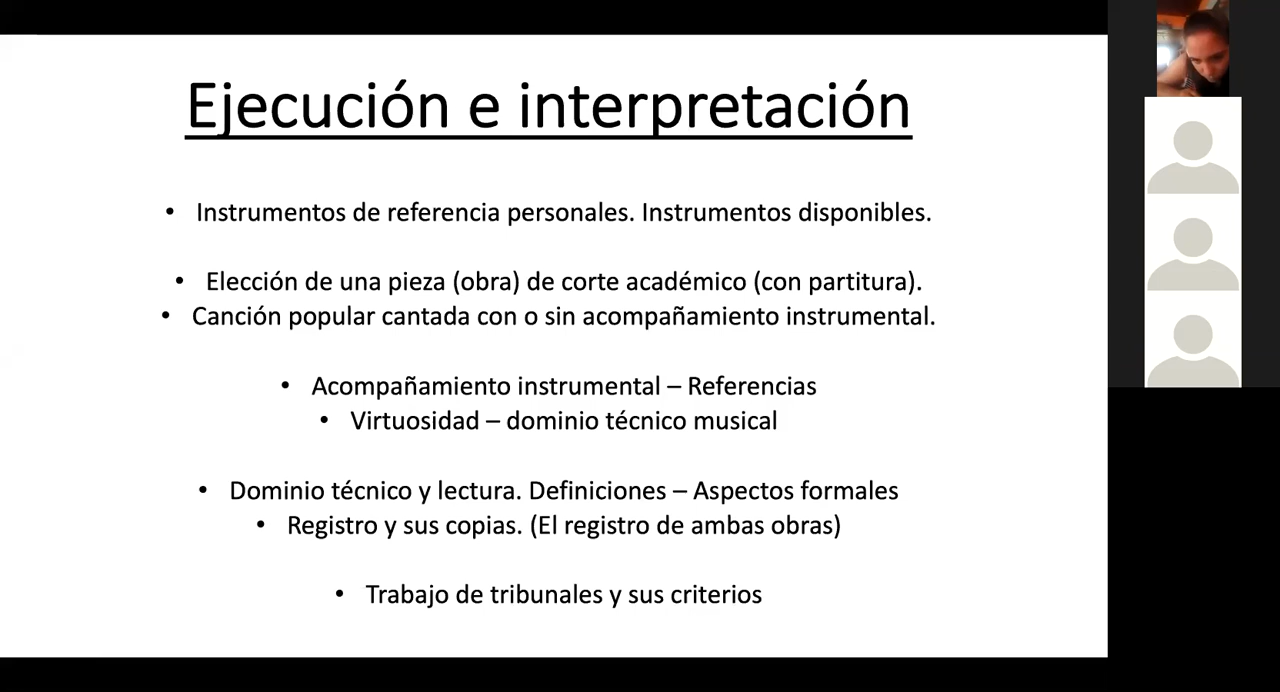 Ejecución e interpretación
• Instrumentos de referencia personales. Instrumentos disponibles.
• Elección de una pieza (obra) de corte académico (con partitura).
• Canción popular cantada con o sin acompañamiento instrumental.
• Acompañamiento instrumental – Referencias
• Virtuosidad – dominio técnico musical
• Dominio técnico y lectura. Definiciones – Aspectos formales
• Registro y sus copias. (El registro de ambas obras)
• Trabajo de tribunales y sus criterios